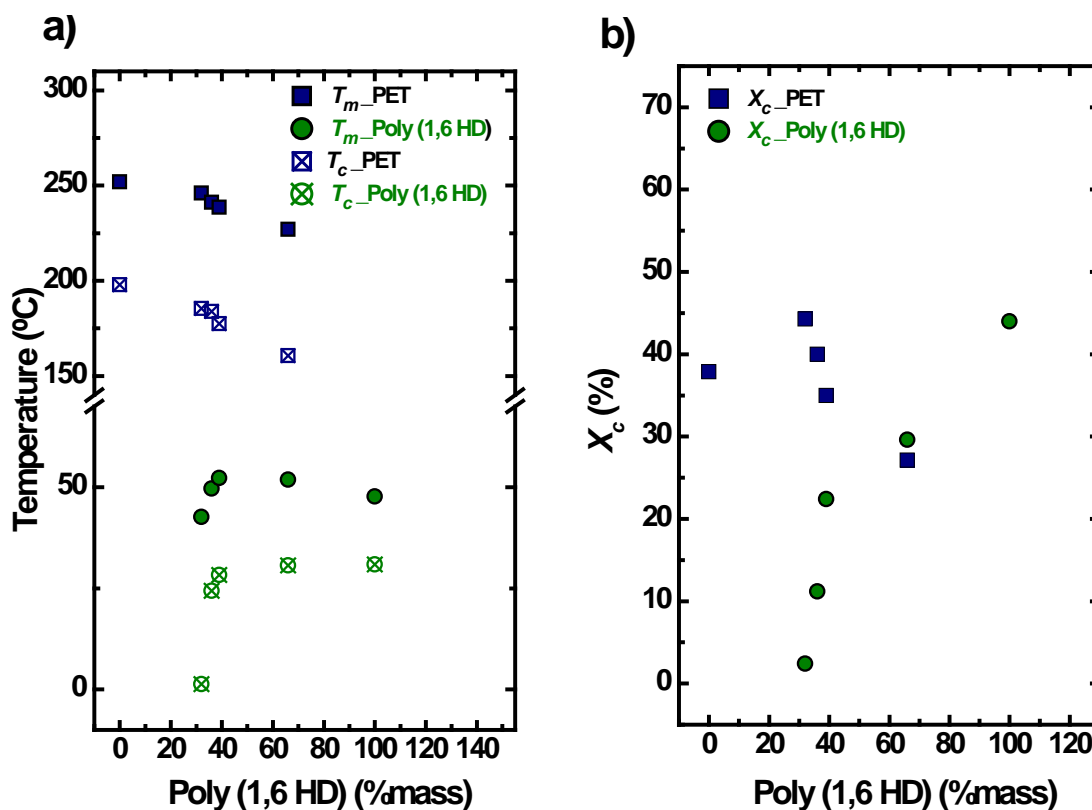 a)
300
250
200
150
50
0
Temperature (ºC)
T_m_PET
T_m_Poly (1,6 HD)
T_c_PET
T_c_Poly (1,6 HD)
0 20 40 60 80 100 120 140
Poly (1,6 HD) (%mass)
b)
70
60
50
40
30
20
10
0
X_c (%)
X_c_PET
X_c_Poly (1,6 HD)
0 20 40 60 80 100 120
Poly (1,6 HD) (%mass)